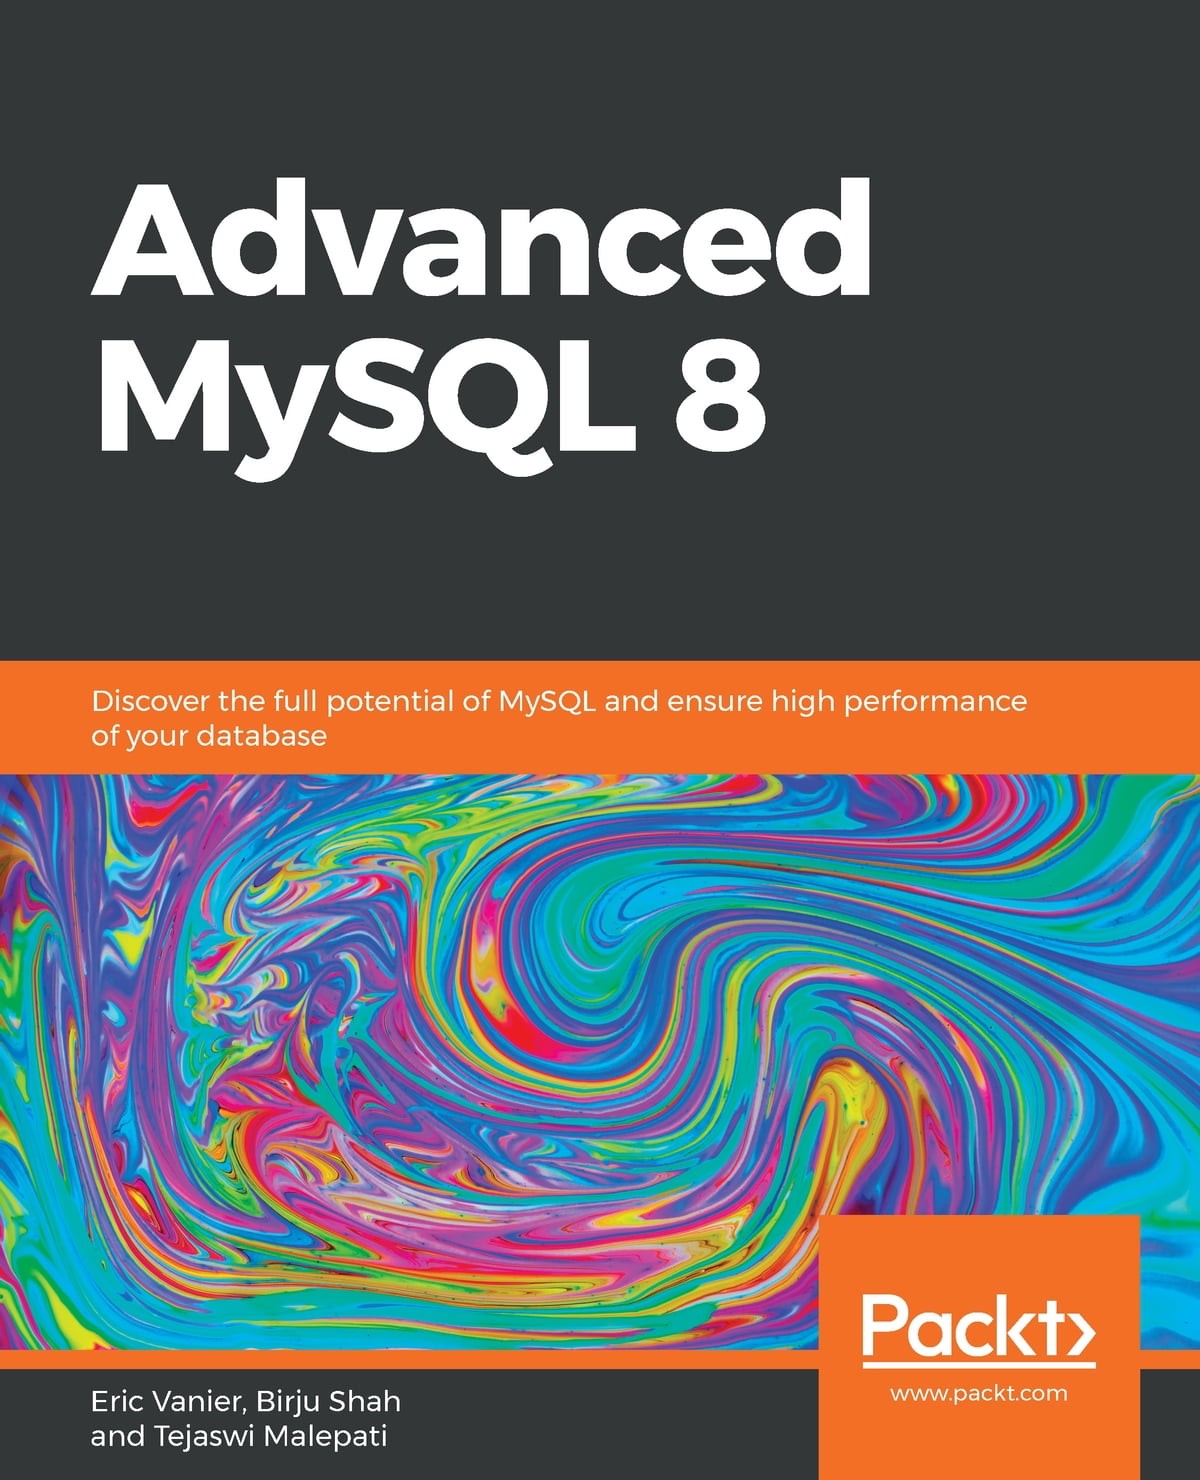 Advanced
MySQL 8
Discover the full potential of MySQL and ensure high performance
of your database
Packt>
www.packt.com
Eric Vanier, Birju Shah
and Tejaswi Malepati